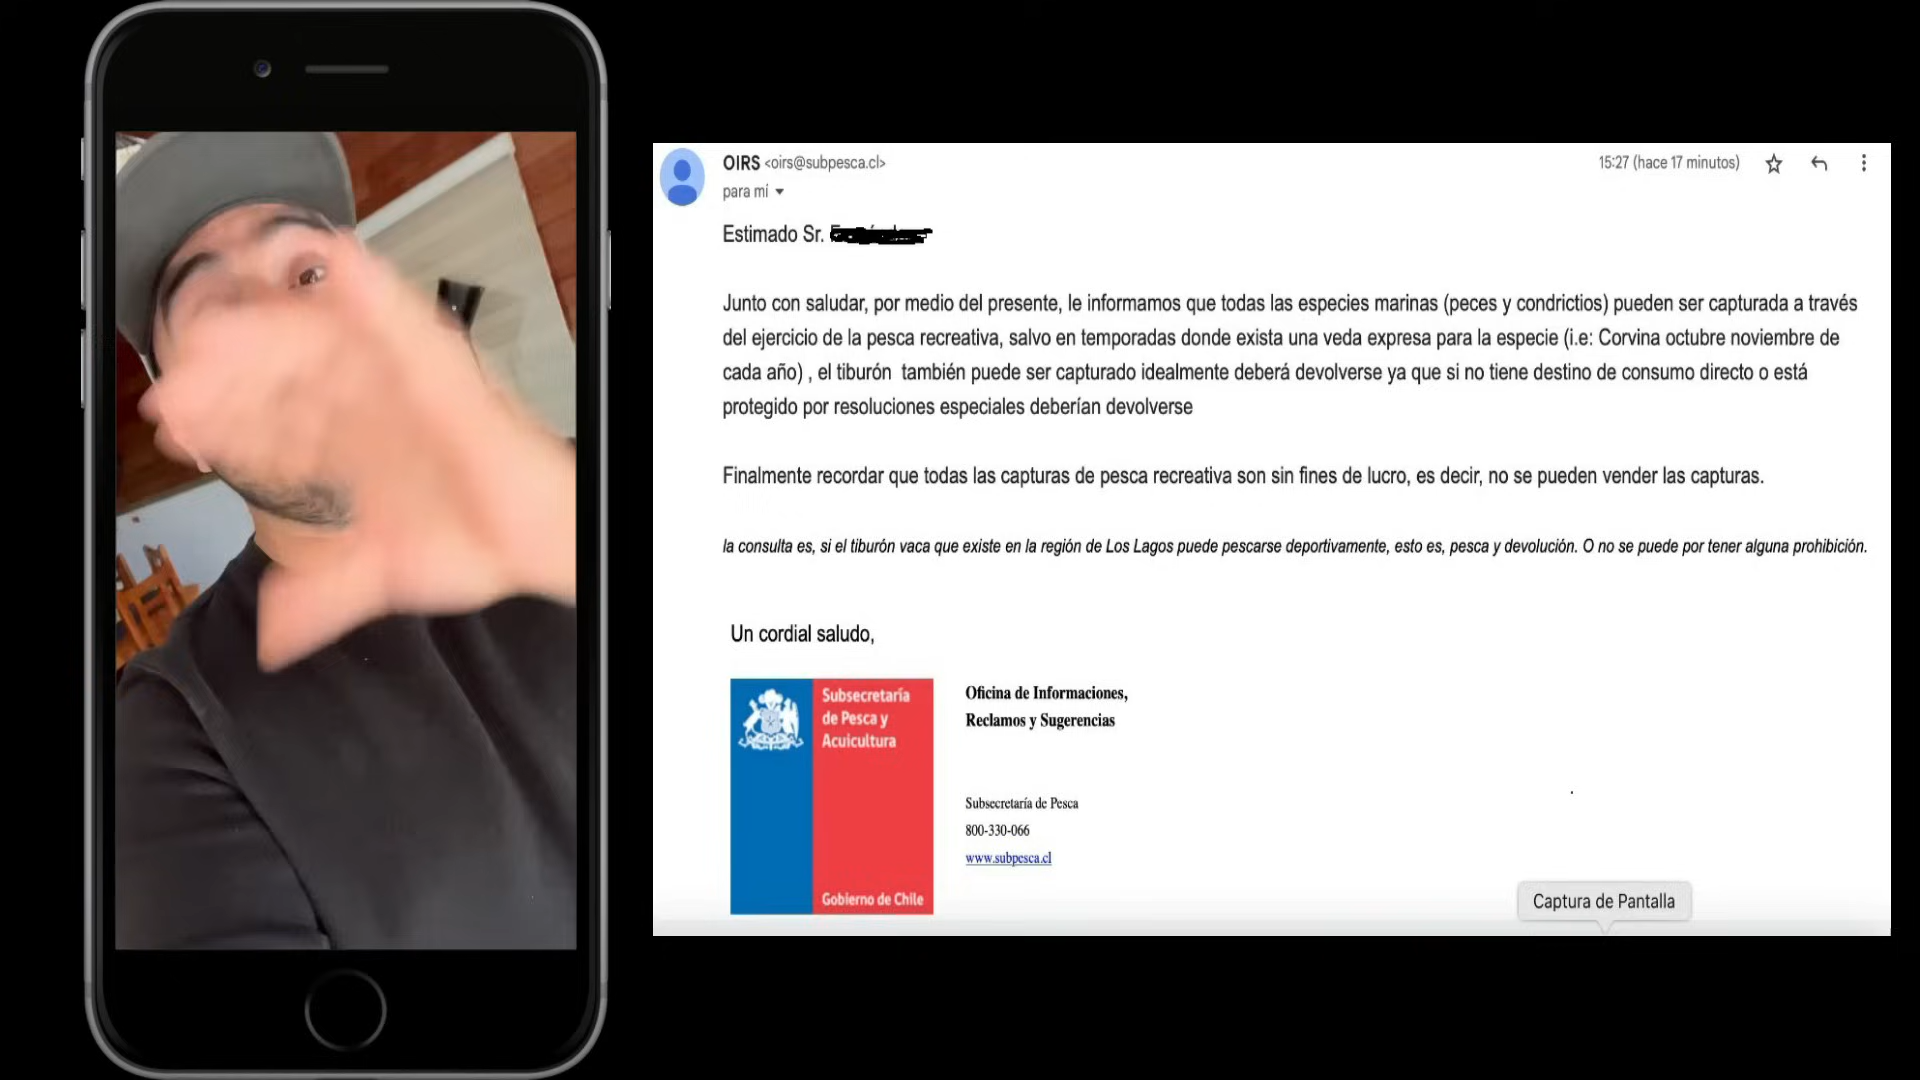 OIRS <oirs@subpesca.cl>
15:27 (hace 17 minutos)
para mí
Estimado Sr.
Junto con saludar, por medio del presente, le informamos que todas las especies marinas (peces y condrictios) pueden ser capturada a través
del ejercicio de la pesca recreativa, salvo en temporadas donde exista una veda expresa para la especie (i.e: Corvina octubre noviembre de
cada año) , el tiburón también puede ser capturado idealmente deberá devolverse ya que si no tiene destino de consumo directo o está
protegido por resoluciones especiales deberían devolverse
Finalmente recordar que todas las capturas de pesca recreativa son sin fines de lucro, es decir, no se pueden vender las capturas.
la consulta es, si el tiburón vaca que existe en la región de Los Lagos puede pescarse deportivamente, esto es, pesca y devolución. O no se puede por tener alguna prohibición.
Un cordial saludo,
Subsecretaría
de Pesca y
Acuicultura
Gobierno de Chile
Oficina de Informaciones,
Reclamos y Sugerencias
Subsecretaría de Pesca
800-330-066
www.subpesca.cl
Captura de Pantalla